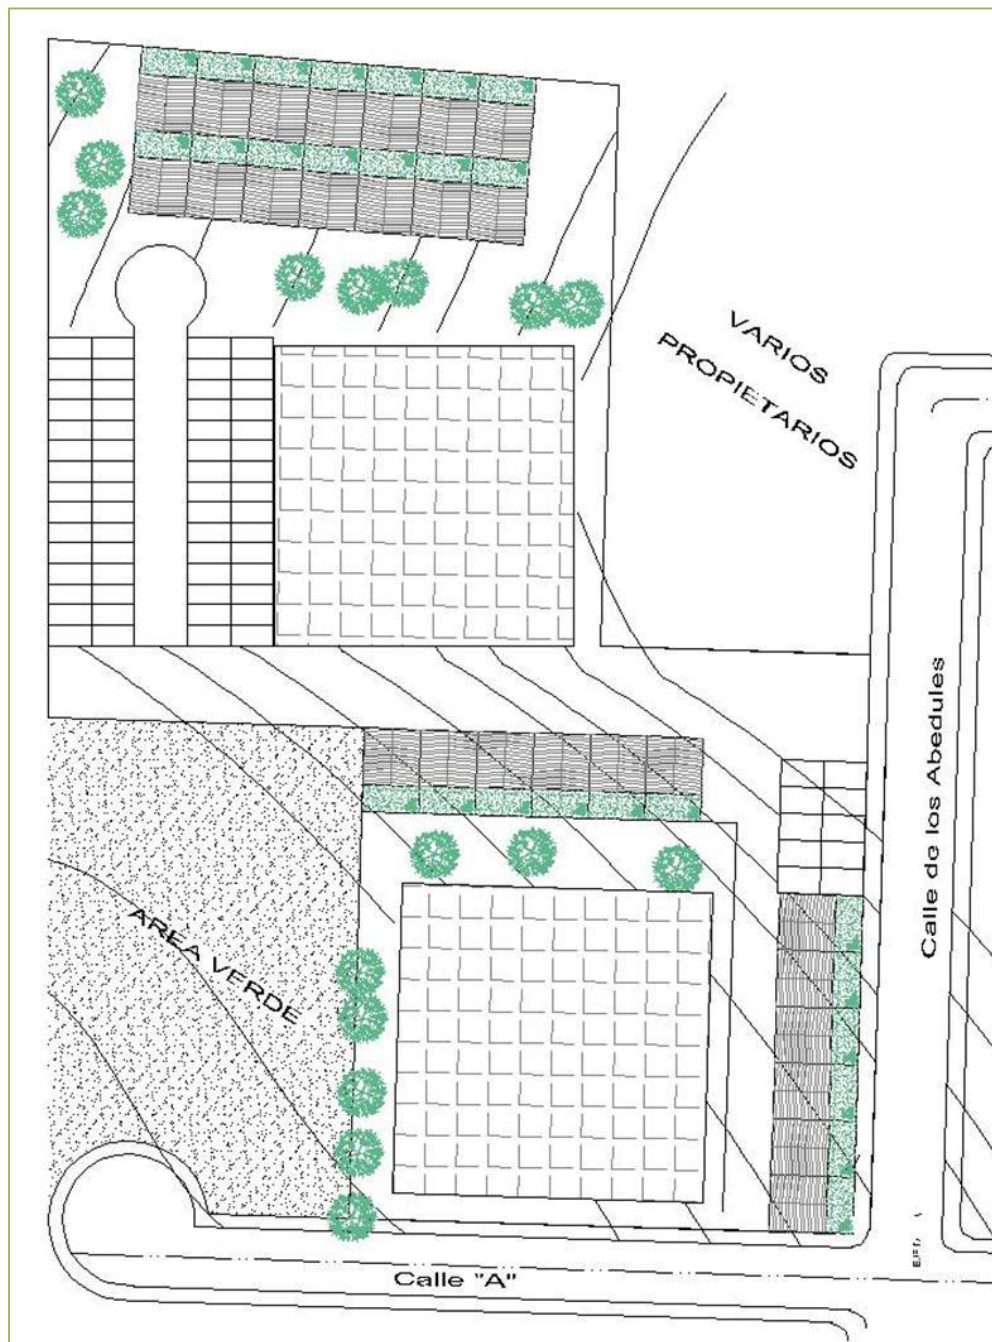 VARIOS
PROPIETARIOS
Calle de los Abedules
AREA VERDE
Calle "A"